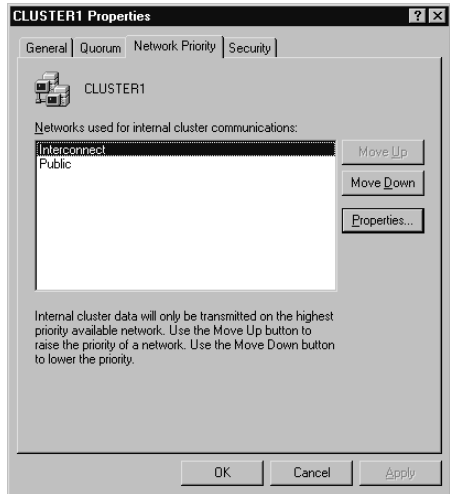 CLUSTER1 Properties
General Quorum Network Priority Security
CLUSTER1
Networks used for internal cluster communications:
Interconnect
Public
Move Up
Move Down
Properties...
Internal cluster data will only be transmitted on the highest
priority available network. Use the Move Up button to
raise the priority of a network. Use the Move Down button
to lower the priority.
OK Cancel Apply